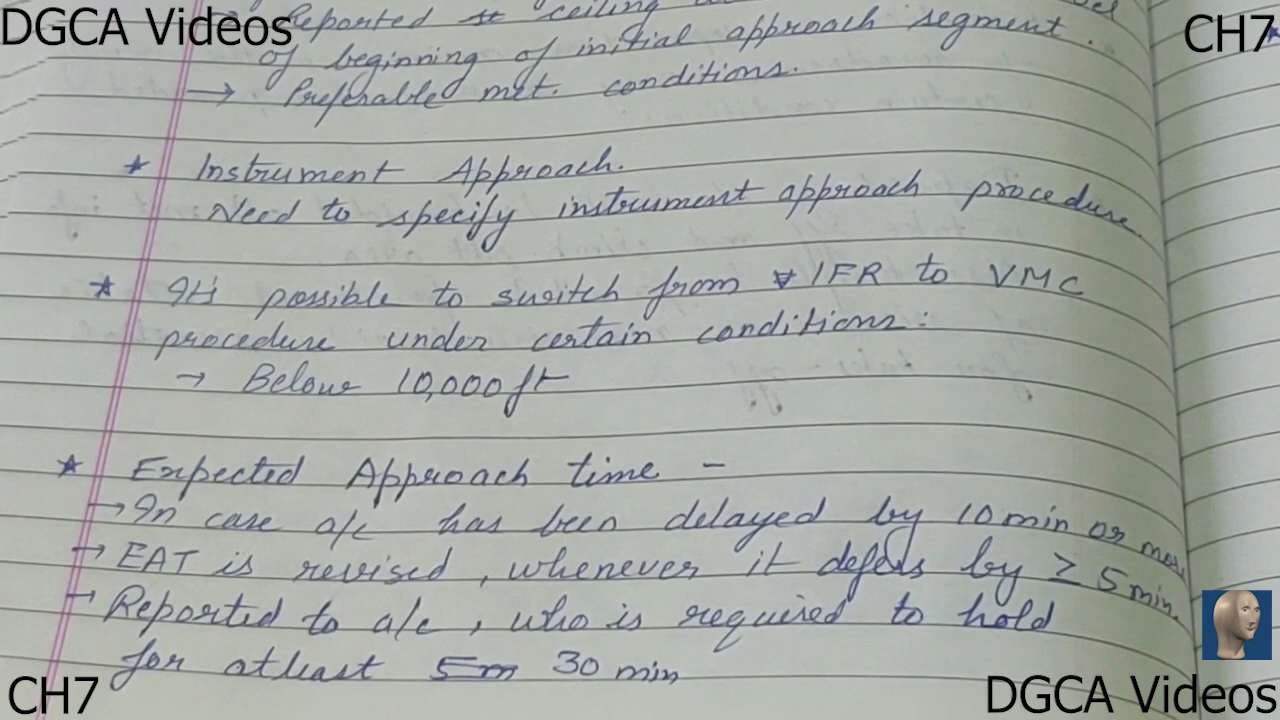 DGCA Videos
CH7
Reported ceiling
of beginning of initial approach segment.
→ Preferable met. conditions.
* Instrument Approach.
Need to specify instrument approach procedure.
* It's possible to switch from IFR to VMC
procedure under certain conditions:
→ Below 10,000 ft
* Expected Approach time -
→ In case a/c has been delayed by 10 min or more
→ EAT is revised, whenever it defers by ≥ 5 min.
→ Reported to a/c, who is required to hold
for atleast 5m 30 min
CH7
DGCA Videos